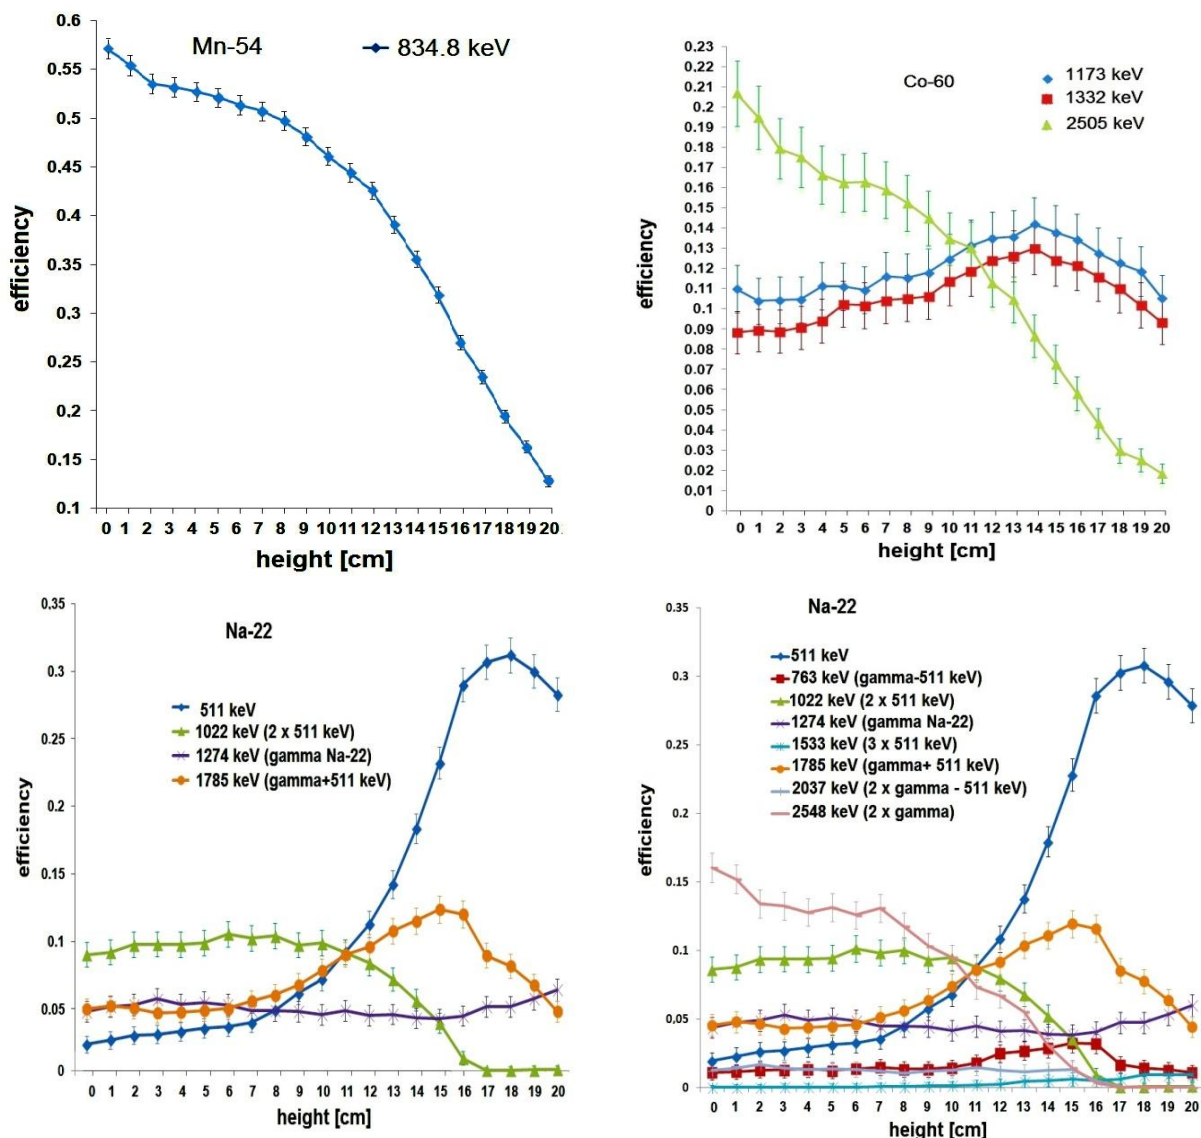 Mn-54
834.8 keV
efficiency
0.6
0.55
0.5
0.45
0.4
0.35
0.3
0.25
0.2
0.15
0.1
0 1 2 3 4 5 6 7 8 9 10 11 12 13 14 15 16 17 18 19 20
height [cm]
Co-60
1173 keV
1332 keV
2505 keV
efficiency
0.23
0.22
0.21
0.2
0.19
0.18
0.17
0.16
0.15
0.14
0.13
0.12
0.11
0.1
0.09
0.08
0.07
0.06
0.05
0.04
0.03
0.02
0.01
0
0 1 2 3 4 5 6 7 8 9 10 11 12 13 14 15 16 17 18 19 20
height [cm]
Na-22
511 keV
1022 keV (2 x 511 keV)
1274 keV (gamma Na-22)
1785 keV (gamma+511 keV)
efficiency
0.35
0.3
0.25
0.2
0.15
0.1
0.05
0
0 1 2 3 4 5 6 7 8 9 10 11 12 13 14 15 16 17 18 19 20
height [cm]
Na-22
511 keV
763 keV (gamma-511 keV)
1022 keV (2 x 511 keV)
1274 keV (gamma Na-22)
1533 keV (3 x 511 keV)
1785 keV (gamma+ 511 keV)
2037 keV (2 x gamma - 511 keV)
2548 keV (2 x gamma)
efficiency
0.35
0.3
0.25
0.2
0.15
0.1
0.05
0
0 1 2 3 4 5 6 7 8 9 10 11 12 13 14 15 16 17 18 19 20
height [cm]